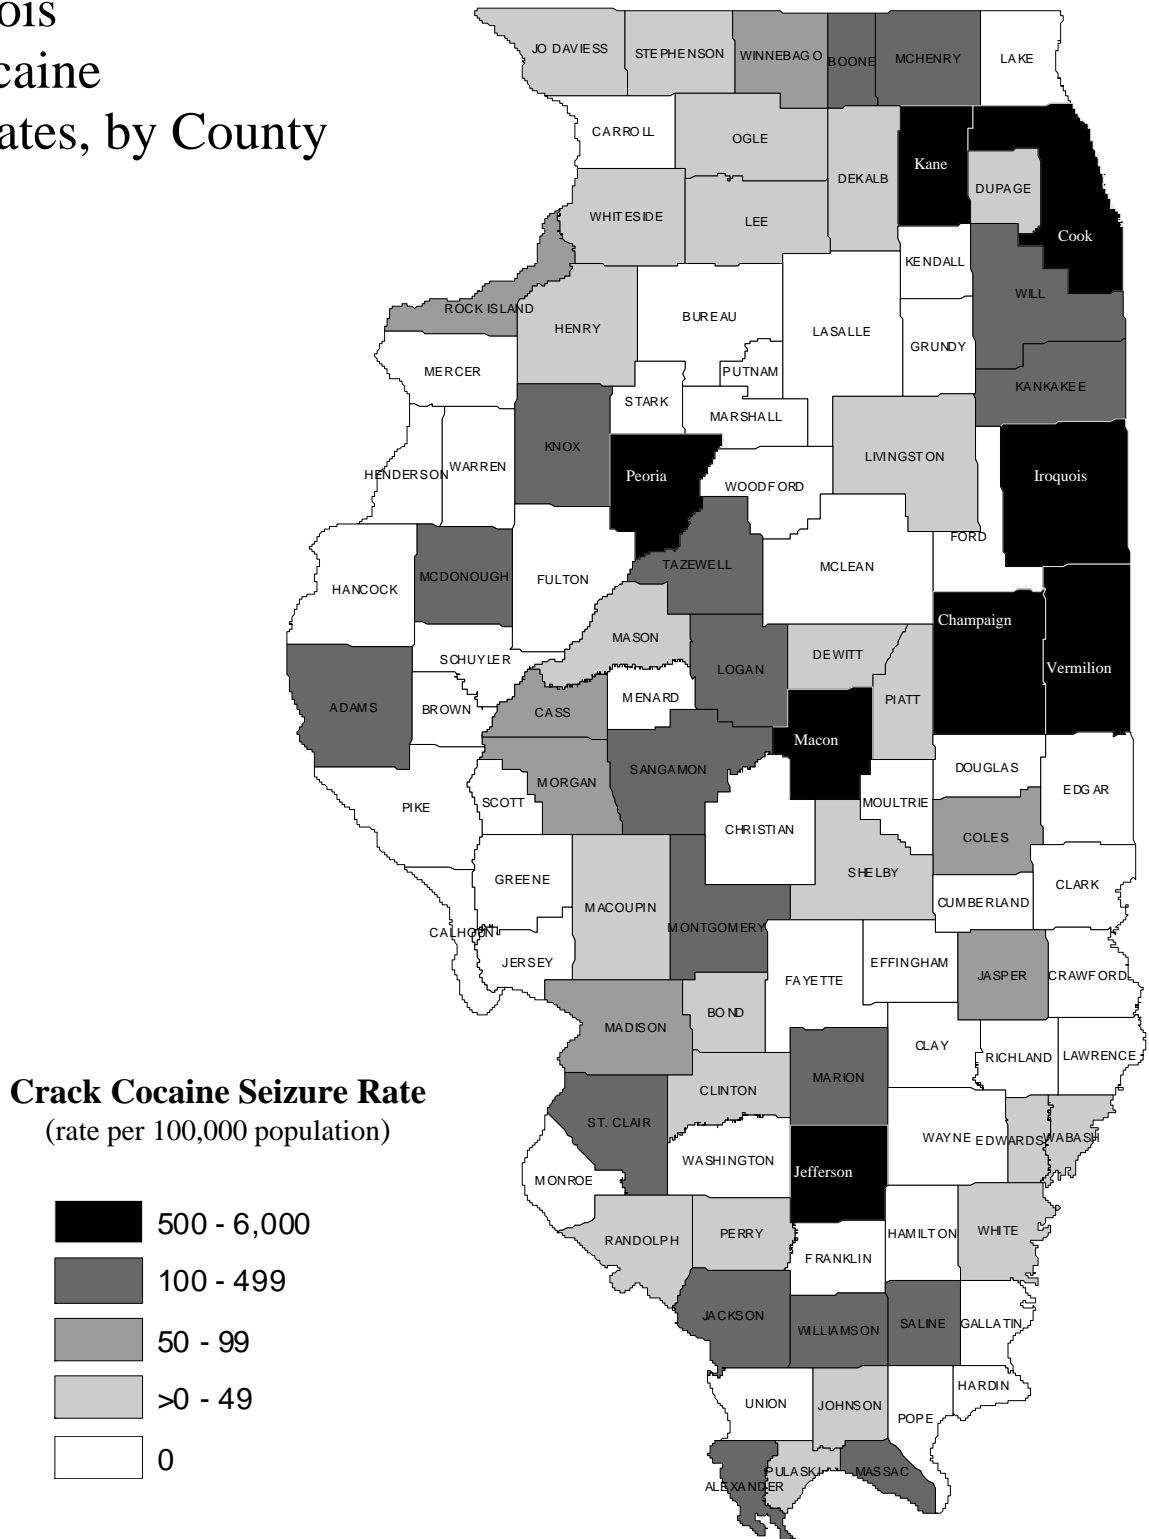 ois
caine
ates, by County
JO DAVIESS
STEPHENSON
WINNEBAGO
BOONE
MCHENRY
LAKE
CARROLL
OGLE
DEKALB
Kane
DUPAGE
Cook
WHITESIDE
LEE
KENDALL
WILL
ROCK ISLAND
HENRY
BUREAU
LASALLE
GRUNDY
MERCER
PUTNAM
KANKAKEE
STARK
MARSHALL
KNOX
HENDERSON
WARREN
Peoria
WOODFORD
LIVINGSTON
Iroquois
FORD
TAZEWELL
MCLEAN
HANCOCK
MCDONOUGH
FULTON
Champaign
MASON
DEWITT
SCHUYLER
LOGAN
Vermilion
ADAMS
BROWN
CASS
MENARD
PIATT
Macon
SANGAMON
DOUGLAS
MORGAN
EDGAR
PIKE
SCOTT
MOULTRIE
CHRISTIAN
COLES
SHELBY
GREENE
CLARK
MACOUPIN
CUMBERLAND
MONTGOMERY
CALHOUN
JERSEY
EFFINGHAM
FAYETTE
JASPER
CRAWFORD
BOND
MADISON
CLAY
RICHLAND
LAWRENCE
MARION
CLINTON
ST. CLAIR
WAYNE
EDWARDS
WABASH
WASHINGTON
Jefferson
MONROE
RANDOLPH
PERRY
HAMILTON
WHITE
FRANKLIN
JACKSON
WILLIAMSON
SALINE
GALLATIN
UNION
JOHNSON
HARDIN
POPE
PULASKI
MASSAC
ALEXANDER
Crack Cocaine Seizure Rate
(rate per 100,000 population)
500 - 6,000
100 - 499
50 - 99
>0 - 49
0